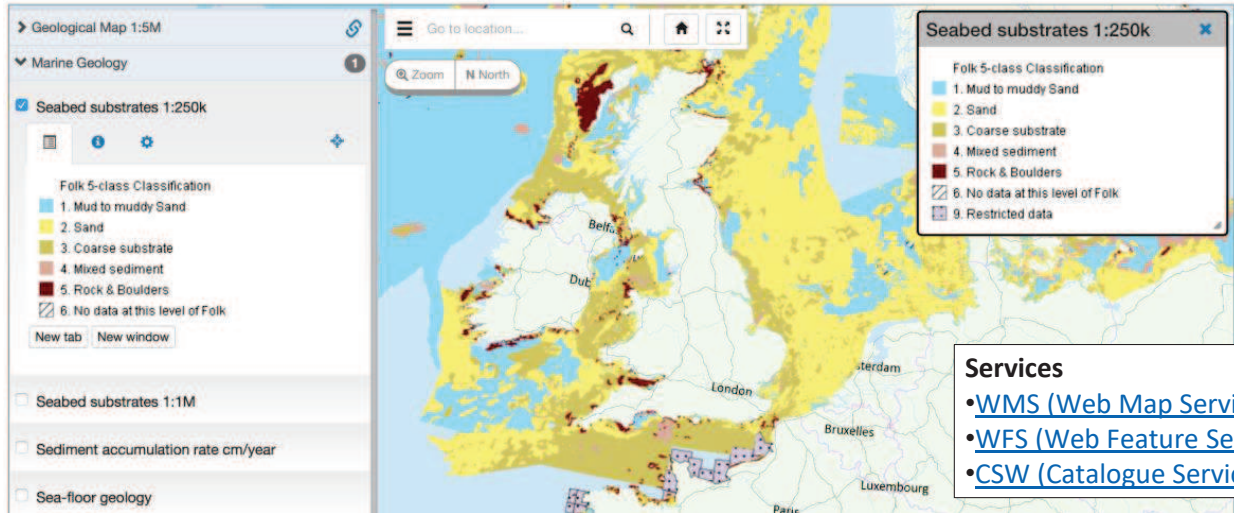 Geological Map 1:5M
Marine Geology
1
Seabed substrates 1:250k
Folk 5-class Classification
1. Mud to muddy Sand
2. Sand
3. Coarse substrate
4. Mixed sediment
5. Rock & Boulders
6. No data at this level of Folk
New tab New window
Seabed substrates 1:1M
Sediment accumulation rate cm/year
Sea-floor geology
Go to location...
Zoom N North
Belfa
Dub
London
sterdam
Bruxelles
Luxembourg
Paris
Seabed substrates 1:250k
Folk 5-class Classification
1. Mud to muddy Sand
2. Sand
3. Coarse substrate
4. Mixed sediment
5. Rock & Boulders
6. No data at this level of Folk
9. Restricted data
Services
•WMS (Web Map Servi
•WFS (Web Feature Se
•CSW (Catalogue Servic